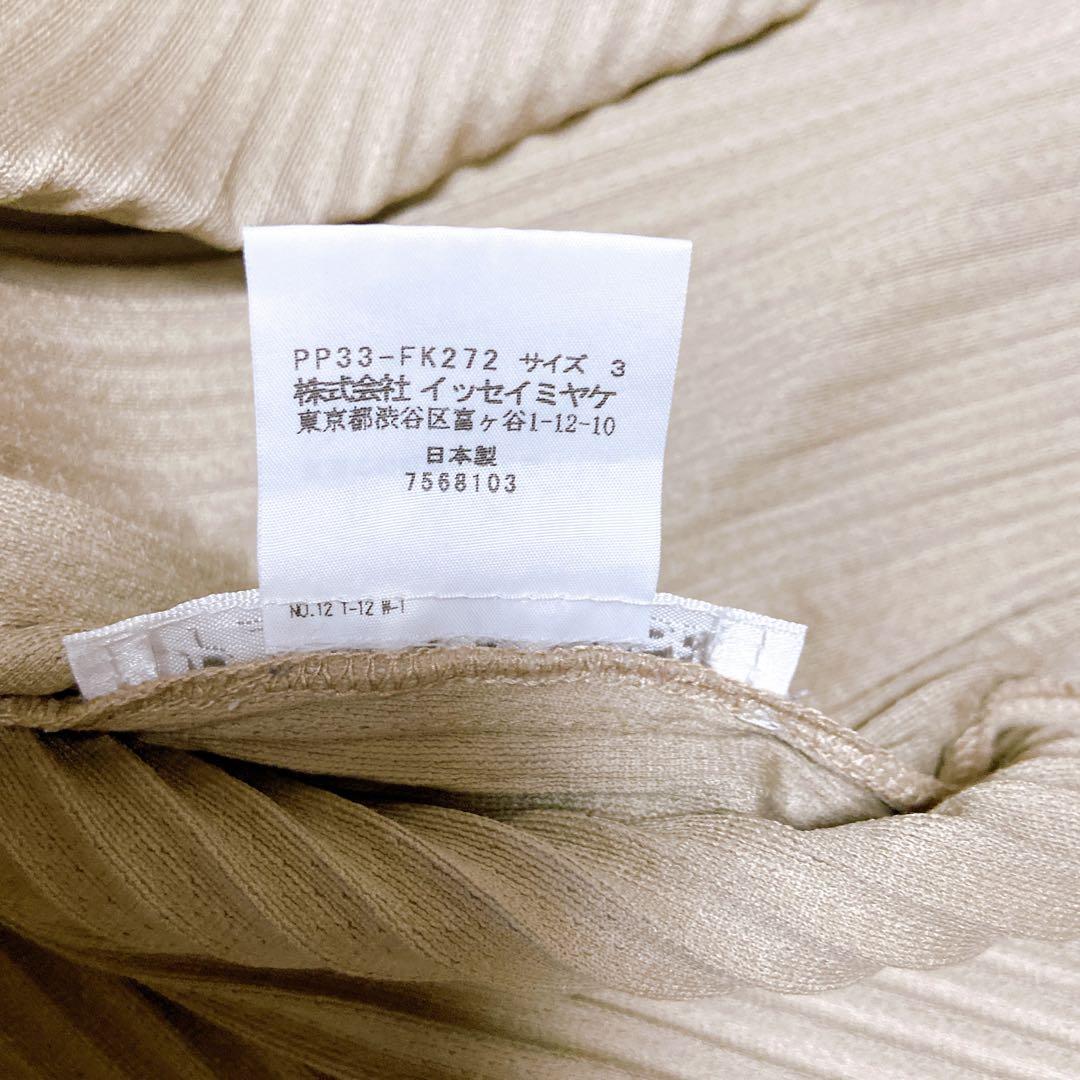 PP33-FK272 サイズ 3
株式会社 イッセイミヤケ
東京都渋谷区富ヶ谷1-12-10
日本製
7568103
NO.12 T-12 W-1